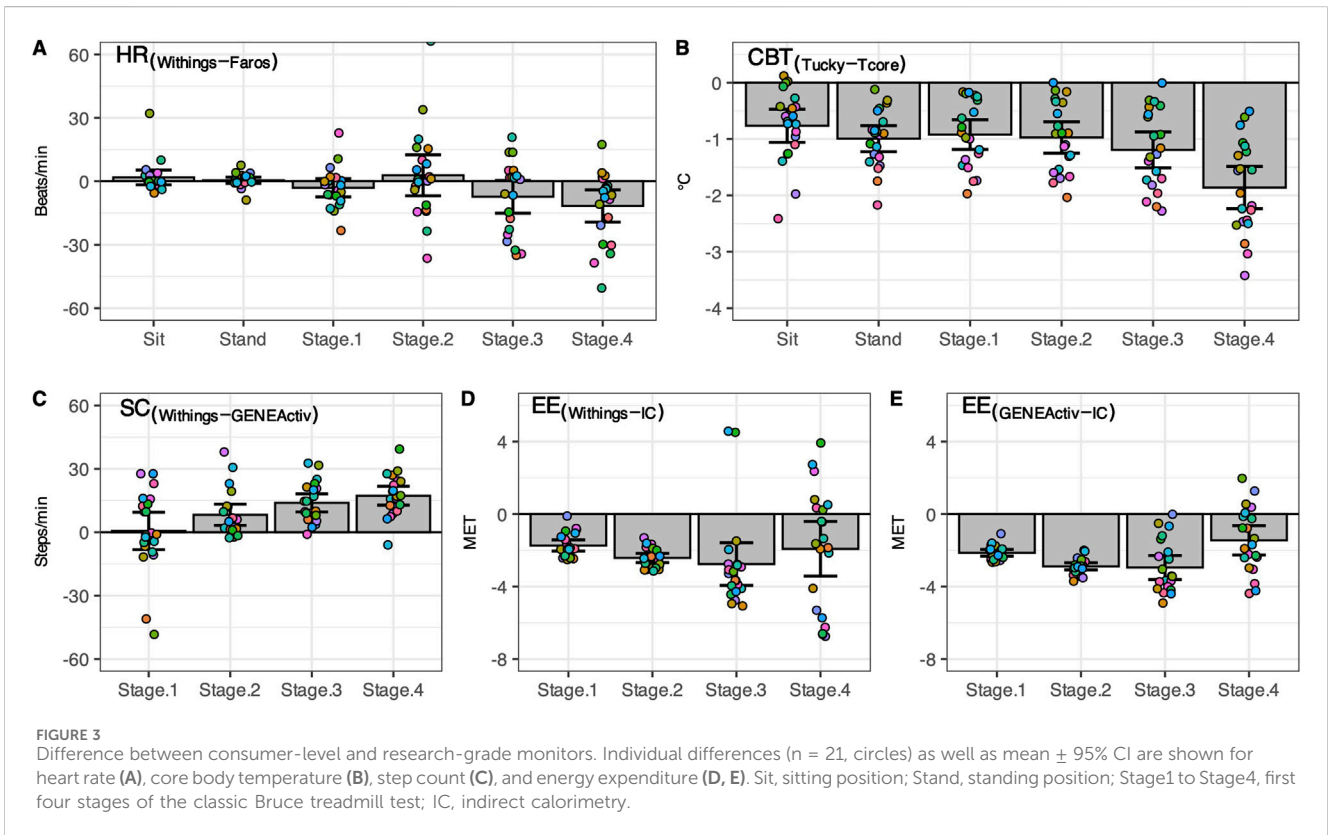 A
HR(Withings−Faros)
Beats/min
60
30
0
-30
-60
Sit Stand Stage.1 Stage.2 Stage.3 Stage.4
B
CBT(Tucky−Tcore)
°C
0
-1
-2
-3
-4
Sit Stand Stage.1 Stage.2 Stage.3 Stage.4
C
SC(Withings−GENEActiv)
Steps/min
60
30
0
-30
-60
Stage.1 Stage.2 Stage.3 Stage.4
D
EE(Withings−IC)
MET
4
0
-4
-8
Stage.1 Stage.2 Stage.3 Stage.4
E
EE(GENEActiv−IC)
MET
4
0
-4
-8
Stage.1 Stage.2 Stage.3 Stage.4
FIGURE 3
Difference between consumer-level and research-grade monitors. Individual differences (n = 21, circles) as well as mean ± 95% CI are shown for
heart rate (A), core body temperature (B), step count (C), and energy expenditure (D, E). Sit, sitting position; Stand, standing position; Stage1 to Stage4, first
four stages of the classic Bruce treadmill test; IC, indirect calorimetry.